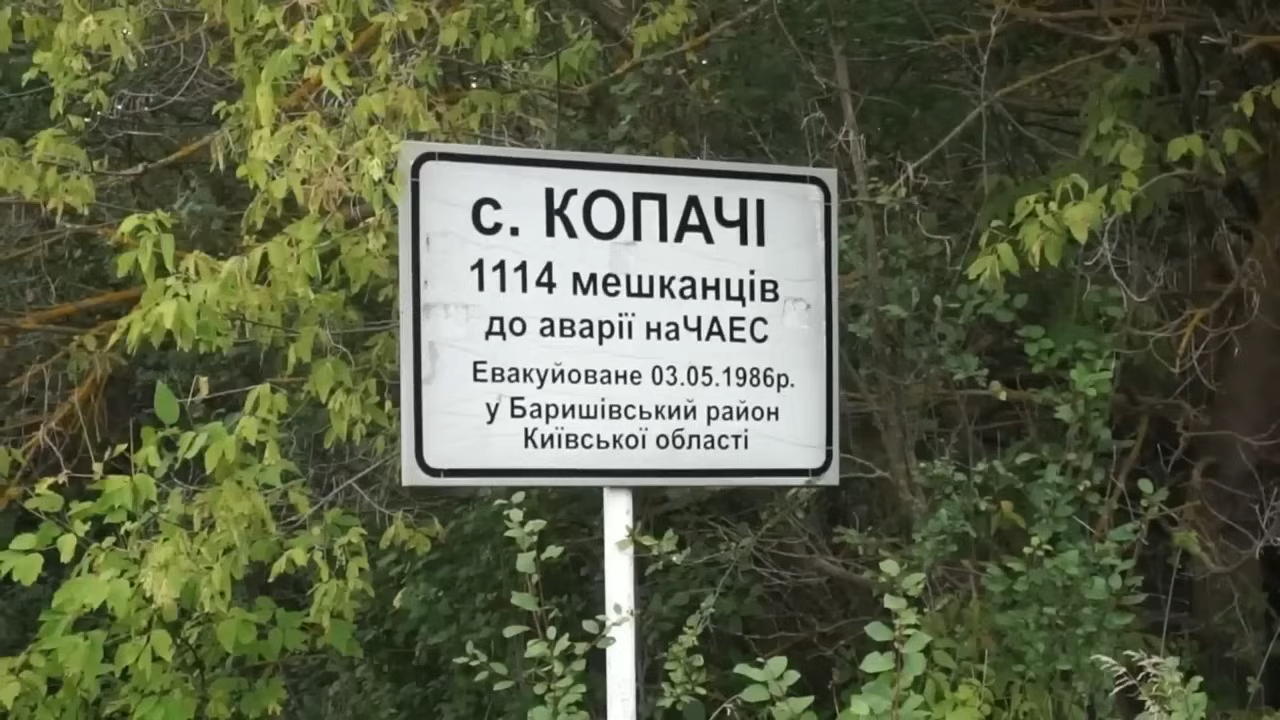 с. КОПАЧІ
1114 мешканців
до аварії наЧАЕС
Евакуйоване 03.05.1986р.
у Баришівський район
Київської області